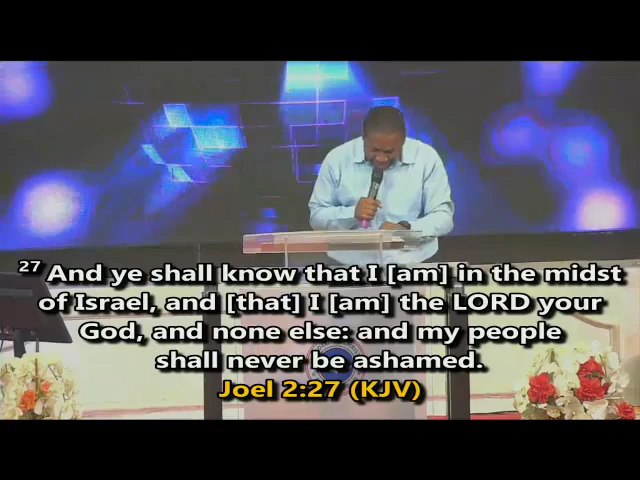 27 And ye shall know that I [am] in the midst
of Israel, and [that] I [am] the LORD your
God, and none else: and my people
shall never be ashamed.
Joel 2:27 (KJV)